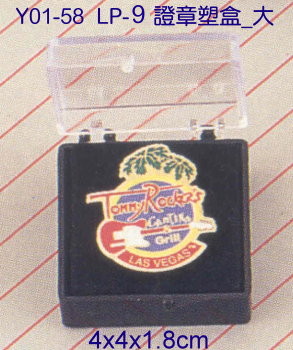 Y01-58 LP-9 證章塑盒_大
Tommy Rocker's
Cantina
&
Grill
LAS VEGAS
4x4x1.8cm